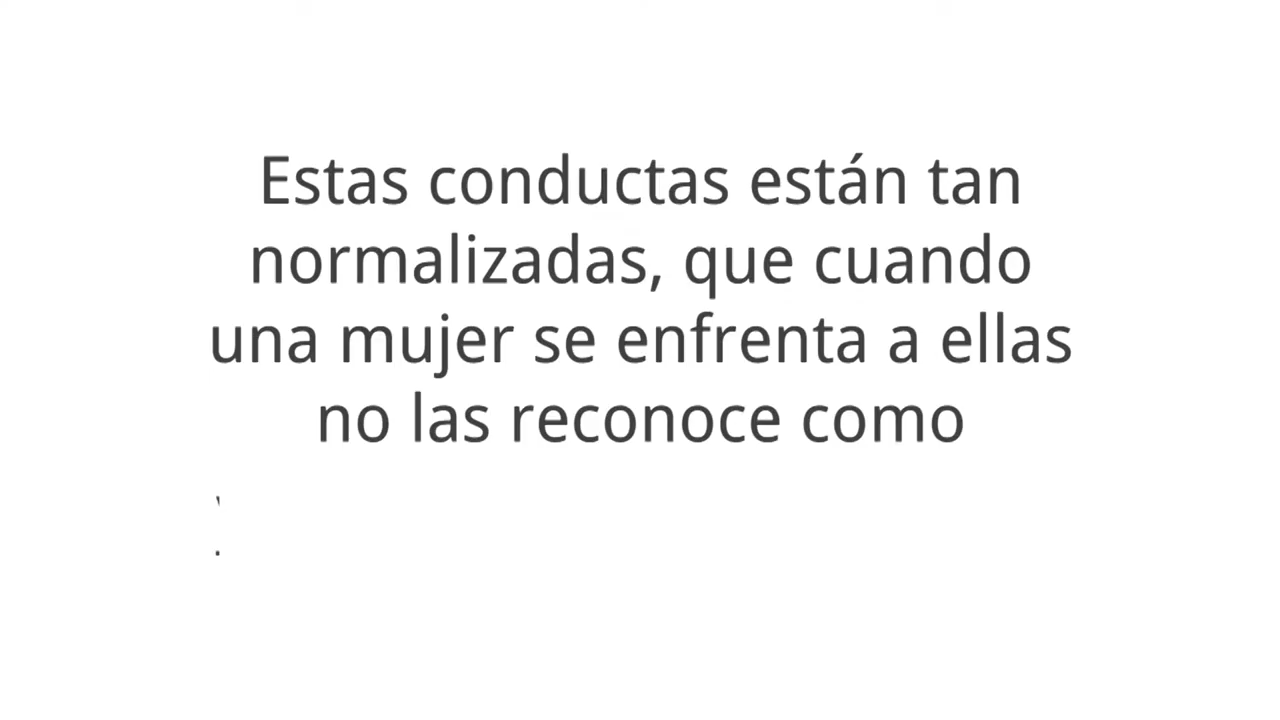 Estas conductas están tan
normalizadas, que cuando
una mujer se enfrenta a ellas
no las reconoce como